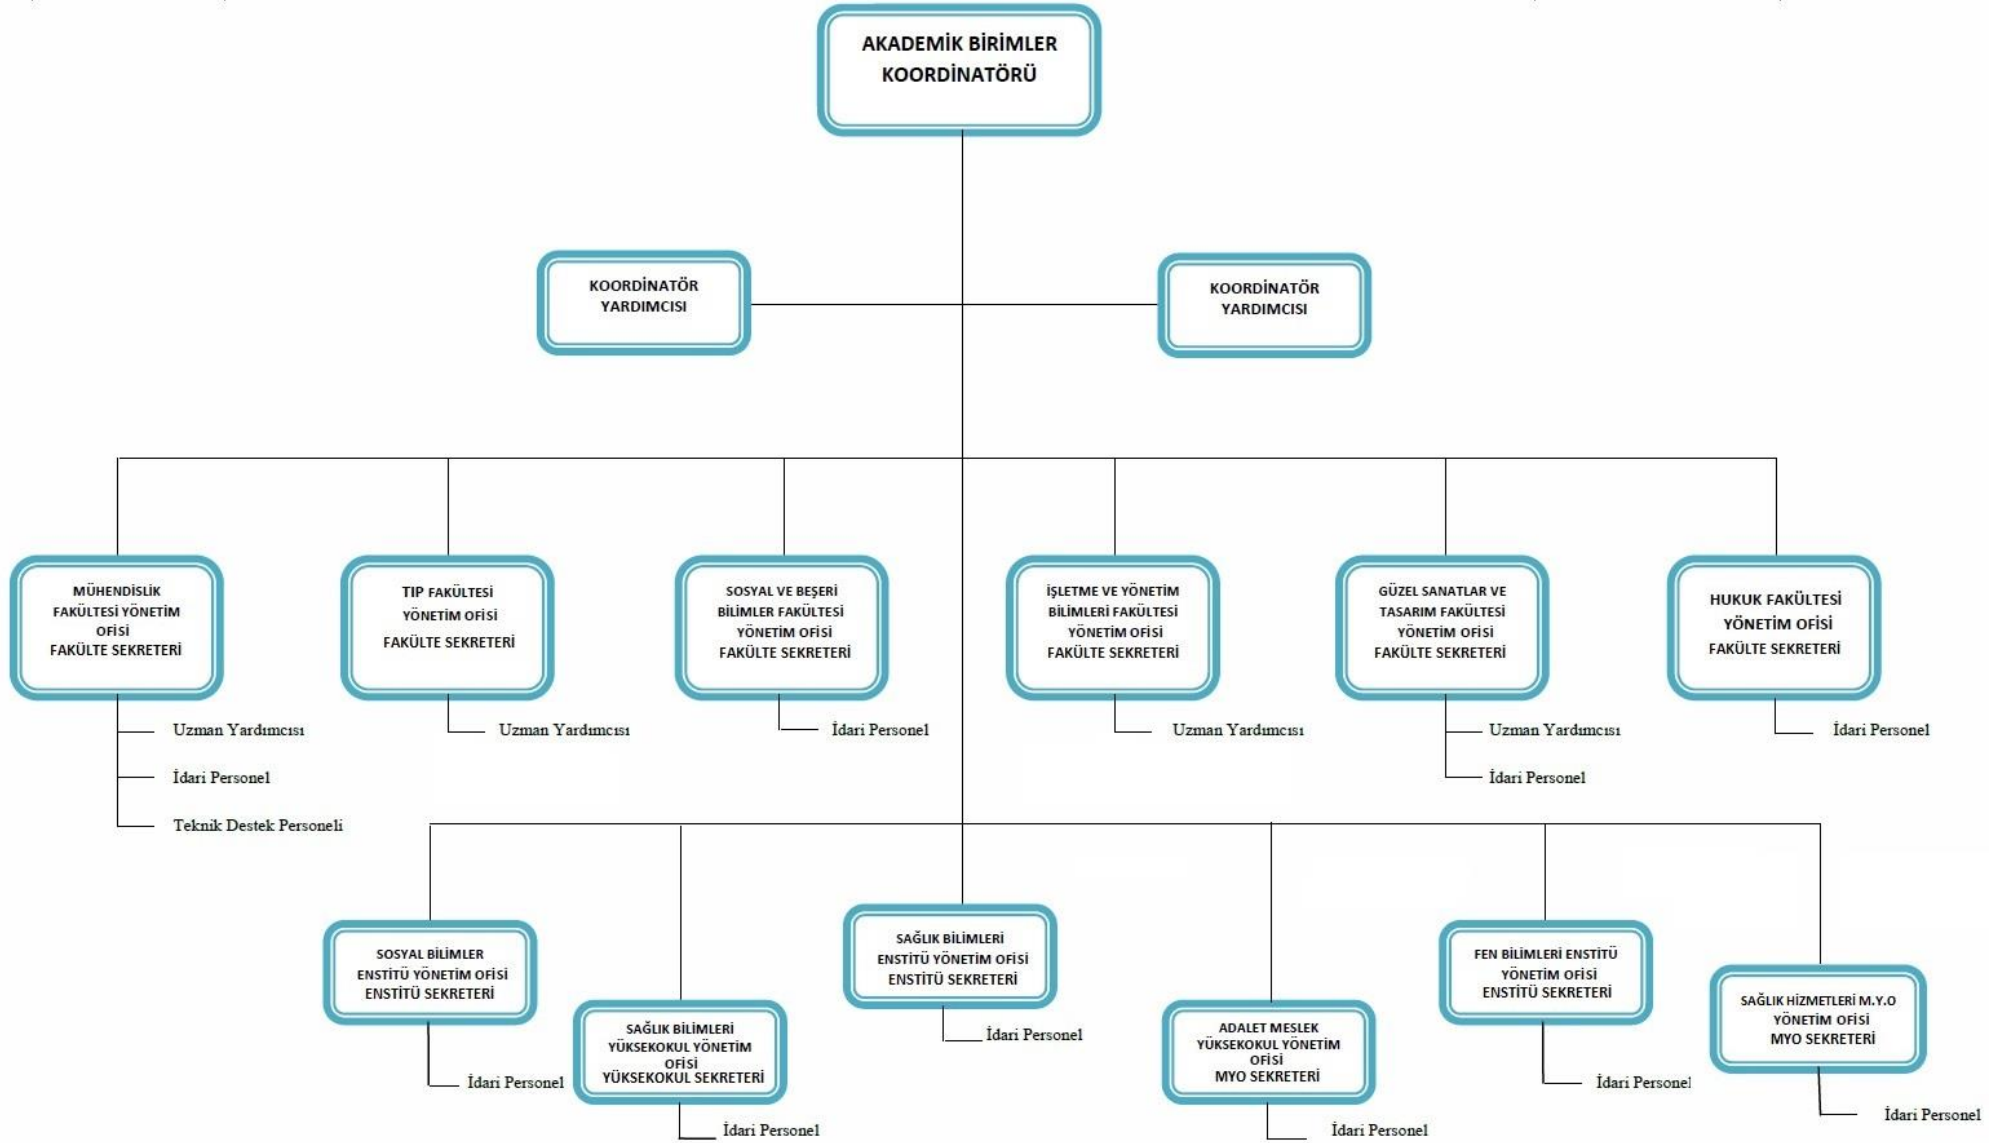 AKADEMİK BİRİMLER
KOORDİNATÖRÜ
KOORDİNATÖR
YARDIMCISI
KOORDİNATÖR
YARDIMCISI
MÜHENDİSLİK
FAKÜLTESİ YÖNETİM
OFİSİ
FAKÜLTE SEKRETERİ
Uzman Yardımcısı
İdari Personel
Teknik Destek Personeli
TIP FAKÜLTESİ
YÖNETİM OFİSİ
FAKÜLTE SEKRETERİ
Uzman Yardımcısı
SOSYAL VE BEŞERİ
BİLİMLER FAKÜLTESİ
YÖNETİM OFİSİ
FAKÜLTE SEKRETERİ
İdari Personel
İŞLETME VE YÖNETİM
BİLİMLERİ FAKÜLTESİ
YÖNETİM OFİSİ
FAKÜLTE SEKRETERİ
Uzman Yardımcısı
GÜZEL SANATLAR VE
TASARIM FAKÜLTESİ
YÖNETİM OFİSİ
FAKÜLTE SEKRETERİ
Uzman Yardımcısı
İdari Personel
HUKUK FAKÜLTESİ
YÖNETİM OFİSİ
FAKÜLTE SEKRETERİ
İdari Personel
SOSYAL BİLİMLER
ENSTİTÜ YÖNETİM OFİSİ
ENSTİTÜ SEKRETERİ
İdari Personel
SAĞLIK BİLİMLERİ
YÜKSEKOKUL YÖNETİM
OFİSİ
YÜKSEKOKUL SEKRETERİ
İdari Personel
SAĞLIK BİLİMLERİ
ENSTİTÜ YÖNETİM OFİSİ
ENSTİTÜ SEKRETERİ
İdari Personel
ADALET MESLEK
YÜKSEKOKUL YÖNETİM
OFİSİ
MYO SEKRETERİ
İdari Personel
FEN BİLİMLERİ ENSTİTÜ
YÖNETİM OFİSİ
ENSTİTÜ SEKRETERİ
İdari Personel
SAĞLIK HİZMETLERİ M.Y.O
YÖNETİM OFİSİ
MYO SEKRETERİ
İdari Personel